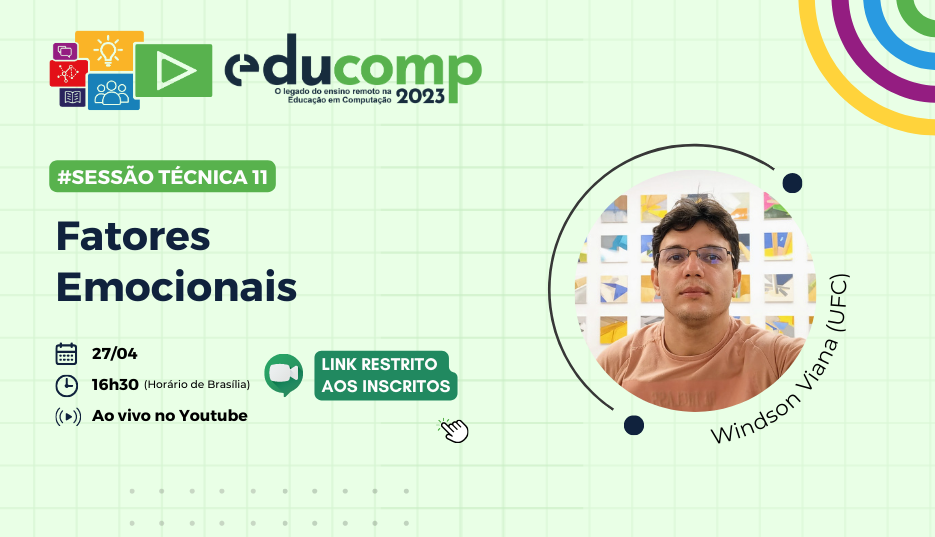 educomp
O legado do ensino remoto na
Educação em Computação
2023
#SESSÃO TÉCNICA 11
Fatores
Emocionais
27/04
16h30 (Horário de Brasília)
Ao vivo no Youtube
LINK RESTRITO
AOS INSCRITOS
Windson Viana (UFC)